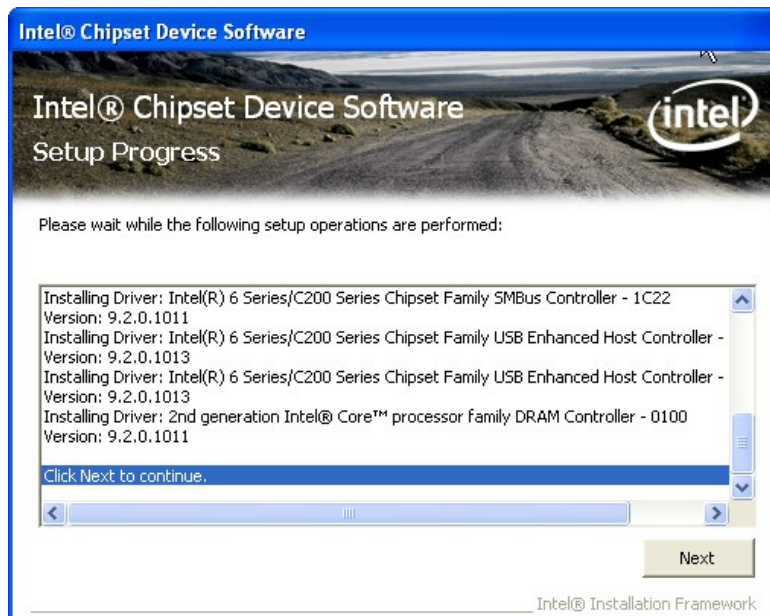 Intel® Chipset Device Software
Intel® Chipset Device Software
intel
Setup Progress
Please wait while the following setup operations are performed:
Installing Driver: Intel(R) 6 Series/C200 Series Chipset Family SMBus Controller - 1C22
Version: 9.2.0.1011
Installing Driver: Intel(R) 6 Series/C200 Series Chipset Family USB Enhanced Host Controller -
Version: 9.2.0.1013
Installing Driver: Intel(R) 6 Series/C200 Series Chipset Family USB Enhanced Host Controller -
Version: 9.2.0.1013
Installing Driver: 2nd generation Intel® Core™ processor family DRAM Controller - 0100
Version: 9.2.0.1011
Click Next to continue.
Next
Intel® Installation Framework